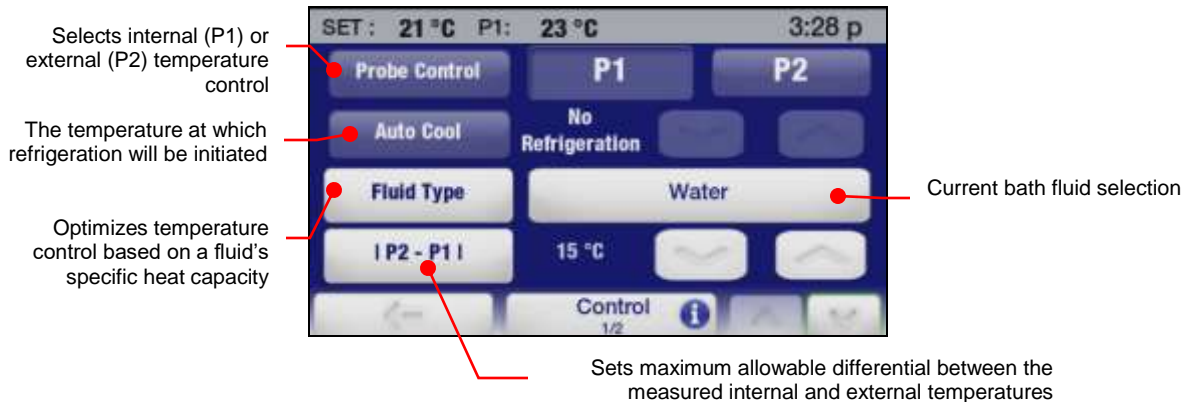 SET : 21 °C P1: 23 °C 3:28 p
Selects internal (P1) or
external (P2) temperature
control
Probe Control P1 P2
The temperature at which
refrigeration will be initiated
Auto Cool
No
Refrigeration
Fluid Type Water
Current bath fluid selection
Optimizes temperature
control based on a fluid's
specific heat capacity
I P2 - P1 I 15 °C
Control
1/2
i
Sets maximum allowable differential between the
measured internal and external temperatures